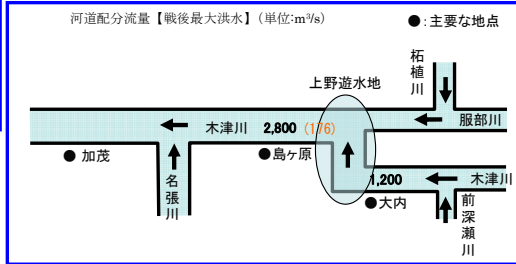 河道配分流量【戦後最大洪水】(単位:m³/s)
●:主要な地点
柘植川
上野遊水地
木津川 2,800 (1/6)
服部川
●加茂
●島ヶ原
名張川
1,200
木津川
●大内
前深瀬川